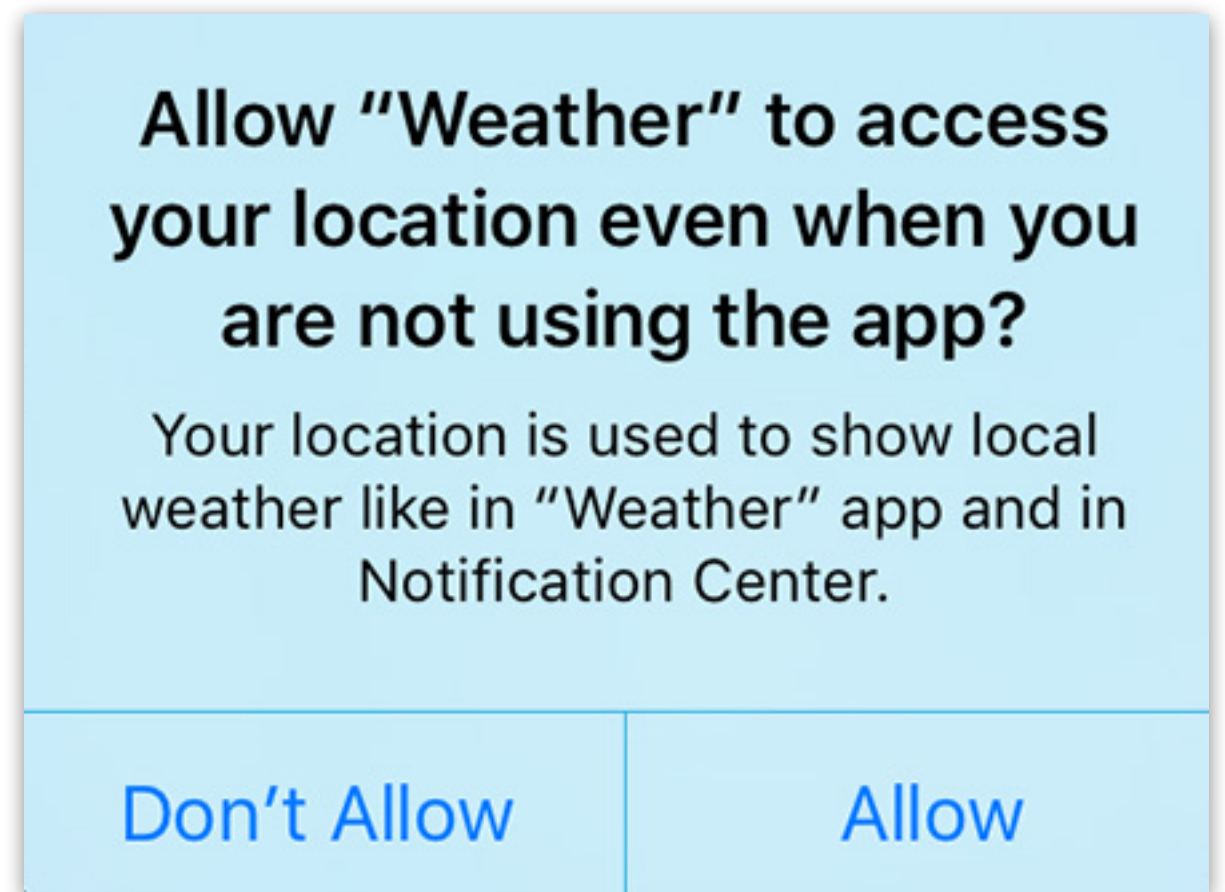 Allow “Weather” to access
your location even when you
are not using the app?
Your location is used to show local
weather like in “Weather” app and in
Notification Center.
Don’t Allow
Allow